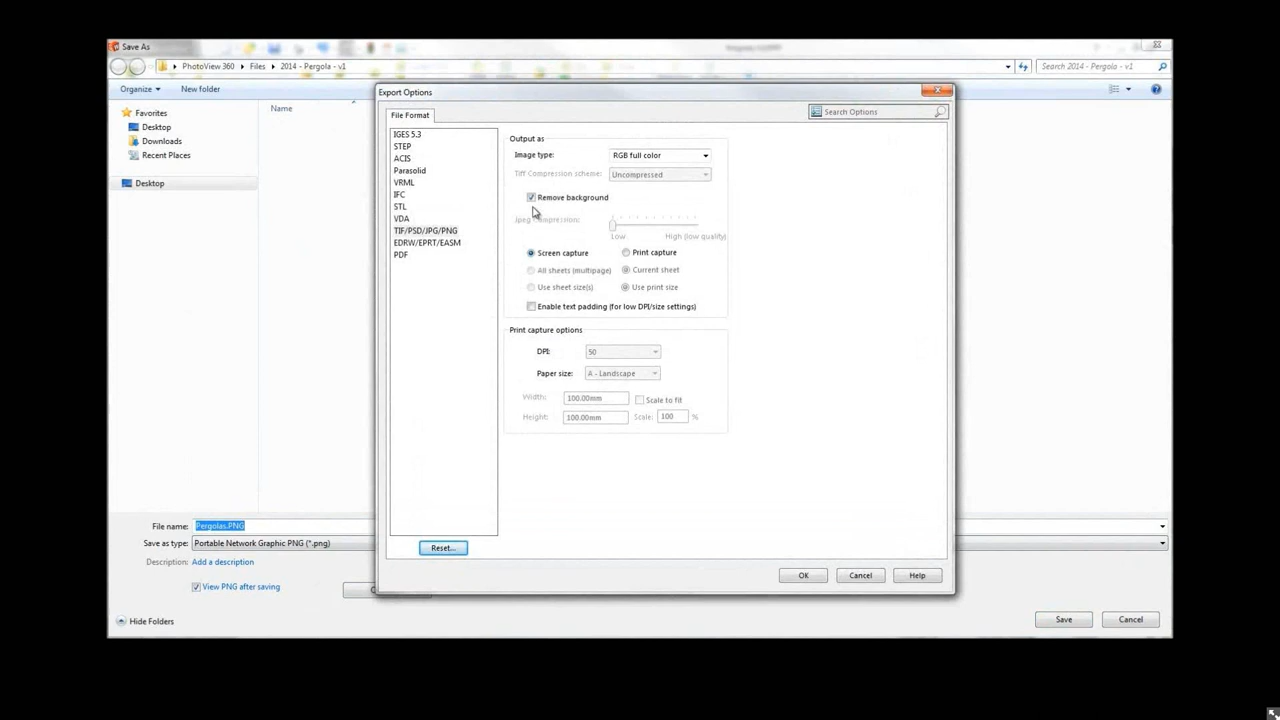 Save As
PhotoView 360 Files 2014 - Pergola - v1 Search 2014 - Pergola - v1
Organize New folder
Favorites
Desktop
Downloads
Recent Places
Desktop
Name
Export Options
File Format
Search Options
IGES 5.3
STEP
ACIS
Parasolid
VRML
IFC
STL
VDA
TIF/PSD/JPG/PNG
EDRW/EPRT/EASM
PDF
Output as
Image type: RGB full color
Tiff Compression scheme: Uncompressed
Remove background
Jpeg Compression:
Low High (low quality)
Screen capture Print capture
All sheets (multipage) Current sheet
Use sheet size(s) Use print size
Enable text padding (for low DPI/size settings)
Print capture options
DPI: 50
Paper size: A - Landscape
Width: 100.00mm Scale to fit
Height: 100.00mm Scale: 100 %
Reset...
OK Cancel Help
File name: Pergolas.PNG
Save as type: Portable Network Graphic PNG (*.png)
Description: Add a description
View PNG after saving
Hide Folders
Save Cancel